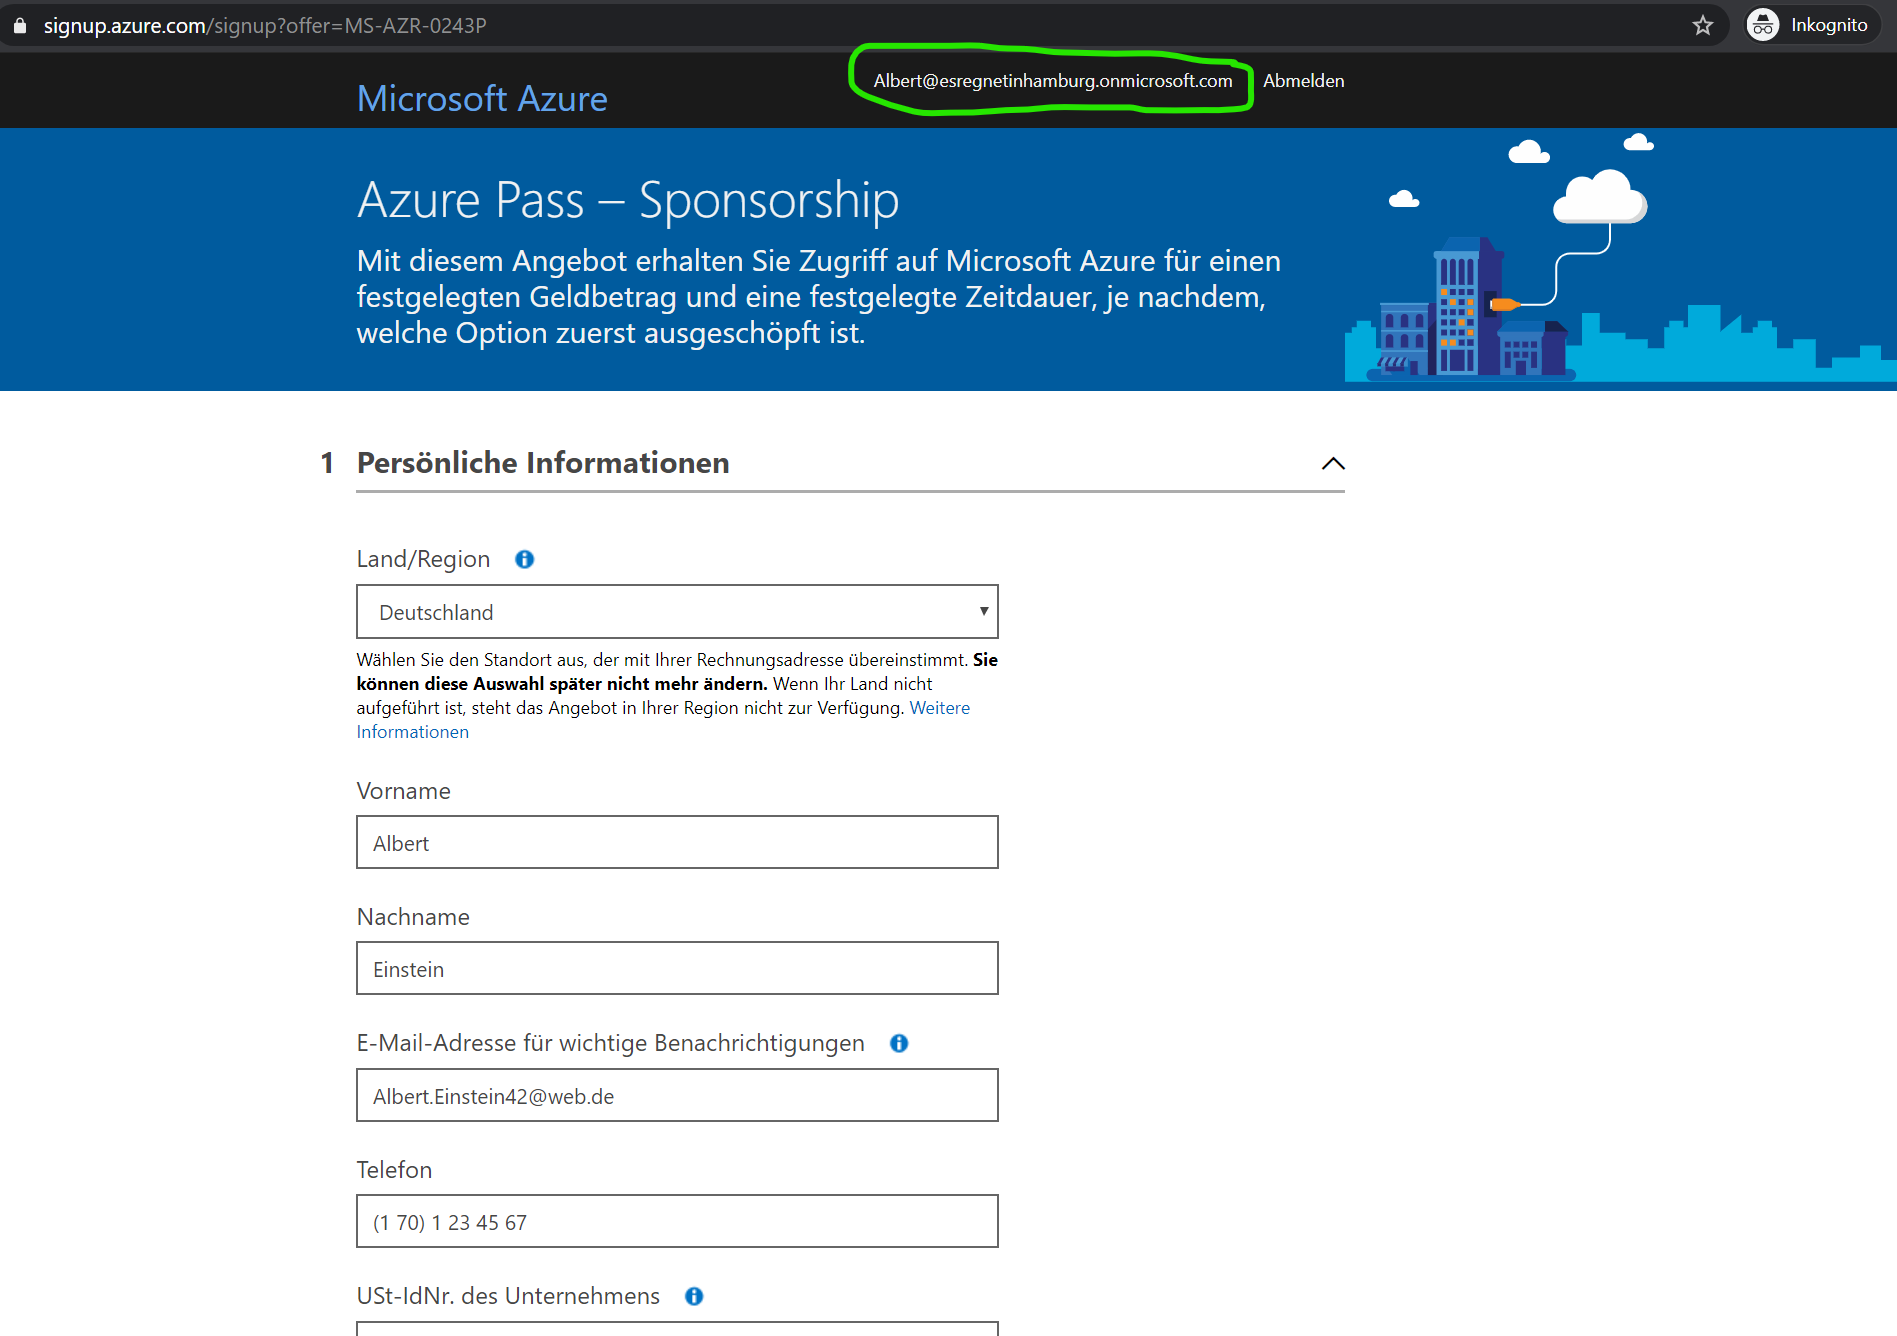 signup.azure.com/signup?offer=MS-AZR-0243P
Inkognito
Albert@esregnetinhamburg.onmicrosoft.com
Abmelden
Microsoft Azure
Azure Pass – Sponsorship
Mit diesem Angebot erhalten Sie Zugriff auf Microsoft Azure für einen
festgelegten Geldbetrag und eine festgelegte Zeitdauer, je nachdem,
welche Option zuerst ausgeschöpft ist.
1 Persönliche Informationen
Land/Region
Deutschland
Wählen Sie den Standort aus, der mit Ihrer Rechnungsadresse übereinstimmt. Sie
können diese Auswahl später nicht mehr ändern. Wenn Ihr Land nicht
aufgeführt ist, steht das Angebot in Ihrer Region nicht zur Verfügung. Weitere
Informationen
Vorname
Albert
Nachname
Einstein
E-Mail-Adresse für wichtige Benachrichtigungen
Albert.Einstein42@web.de
Telefon
(1 70) 1 23 45 67
USt-IdNr. des Unternehmens